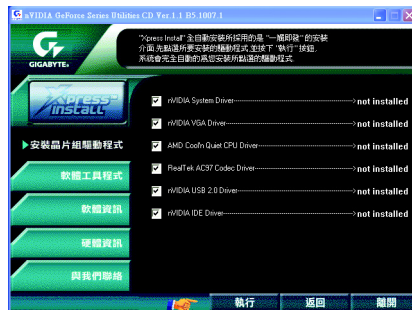 nVIDIA GeForce Series Utilities CD Ver.1.1 B5.1007.1
GIGABYTE
"Xpress Install" 全自動安裝所採用的是 "一觸即發" 的安裝
介面,先點選所要安裝的驅動程式,並按下 "執行" 按鈕,
系統會完全自動的為您安裝所點選的驅動程式.
Xpress
Install
nVIDIA System Driver not installed
nVIDIA VGA Driver not installed
AMD Cool'n Quiet CPU Driver not installed
RealTek AC97 Codec Driver not installed
nVIDIA USB 2.0 Driver not installed
nVIDIA IDE Driver not installed
安裝晶片組驅動程式
軟體工具程式
軟體資訊
硬體資訊
與我們聯絡
執行
返回
離開